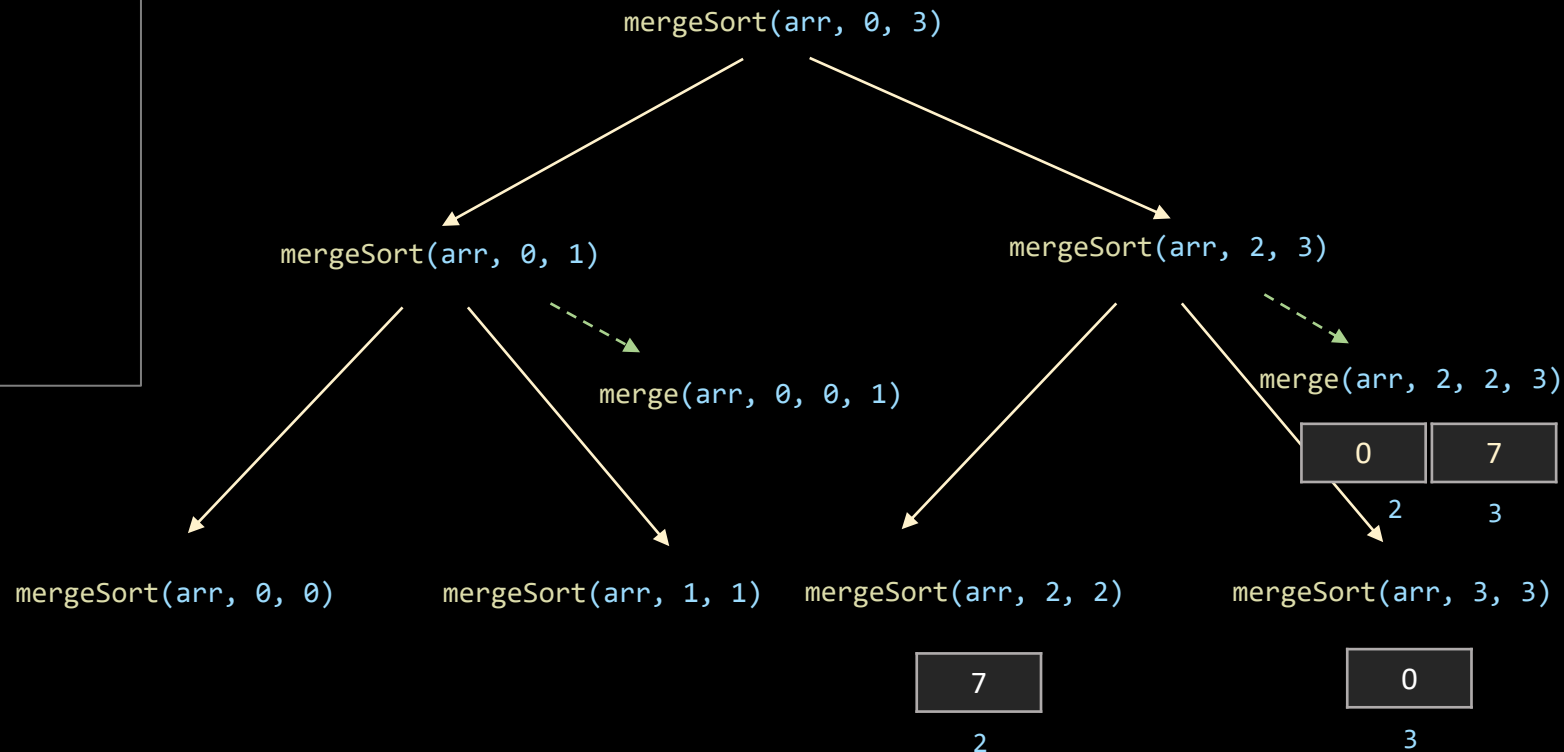 mergeSort(arr, 0, 3)
mergeSort(arr, 0, 1)
mergeSort(arr, 2, 3)
merge(arr, 0, 0, 1)
merge(arr, 2, 2, 3)
0 7
2 3
mergeSort(arr, 0, 0)
mergeSort(arr, 1, 1)
mergeSort(arr, 2, 2)
mergeSort(arr, 3, 3)
7
0
2
3